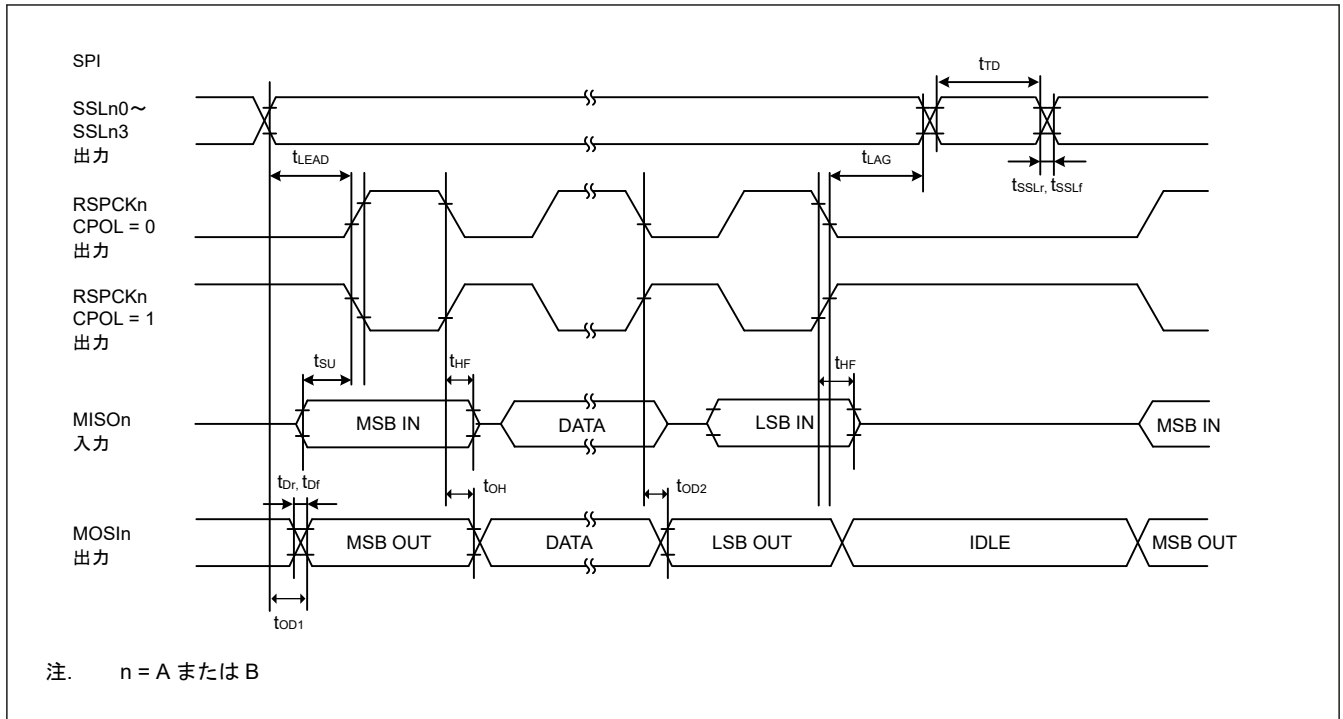 SPI
tTD
SSLn0～
SSLn3
出力
tLEAD
tLAG
tSSLr, tSSLf
RSPCKn
CPOL = 0
出力
RSPCKn
CPOL = 1
出力
tSU
tHF
tHF
MISOn
入力
MSB IN
DATA
LSB IN
MSB IN
tDr, tDf
tOH
tOD2
MOSIn
出力
MSB OUT
DATA
LSB OUT
IDLE
MSB OUT
tOD1
注. n = A または B